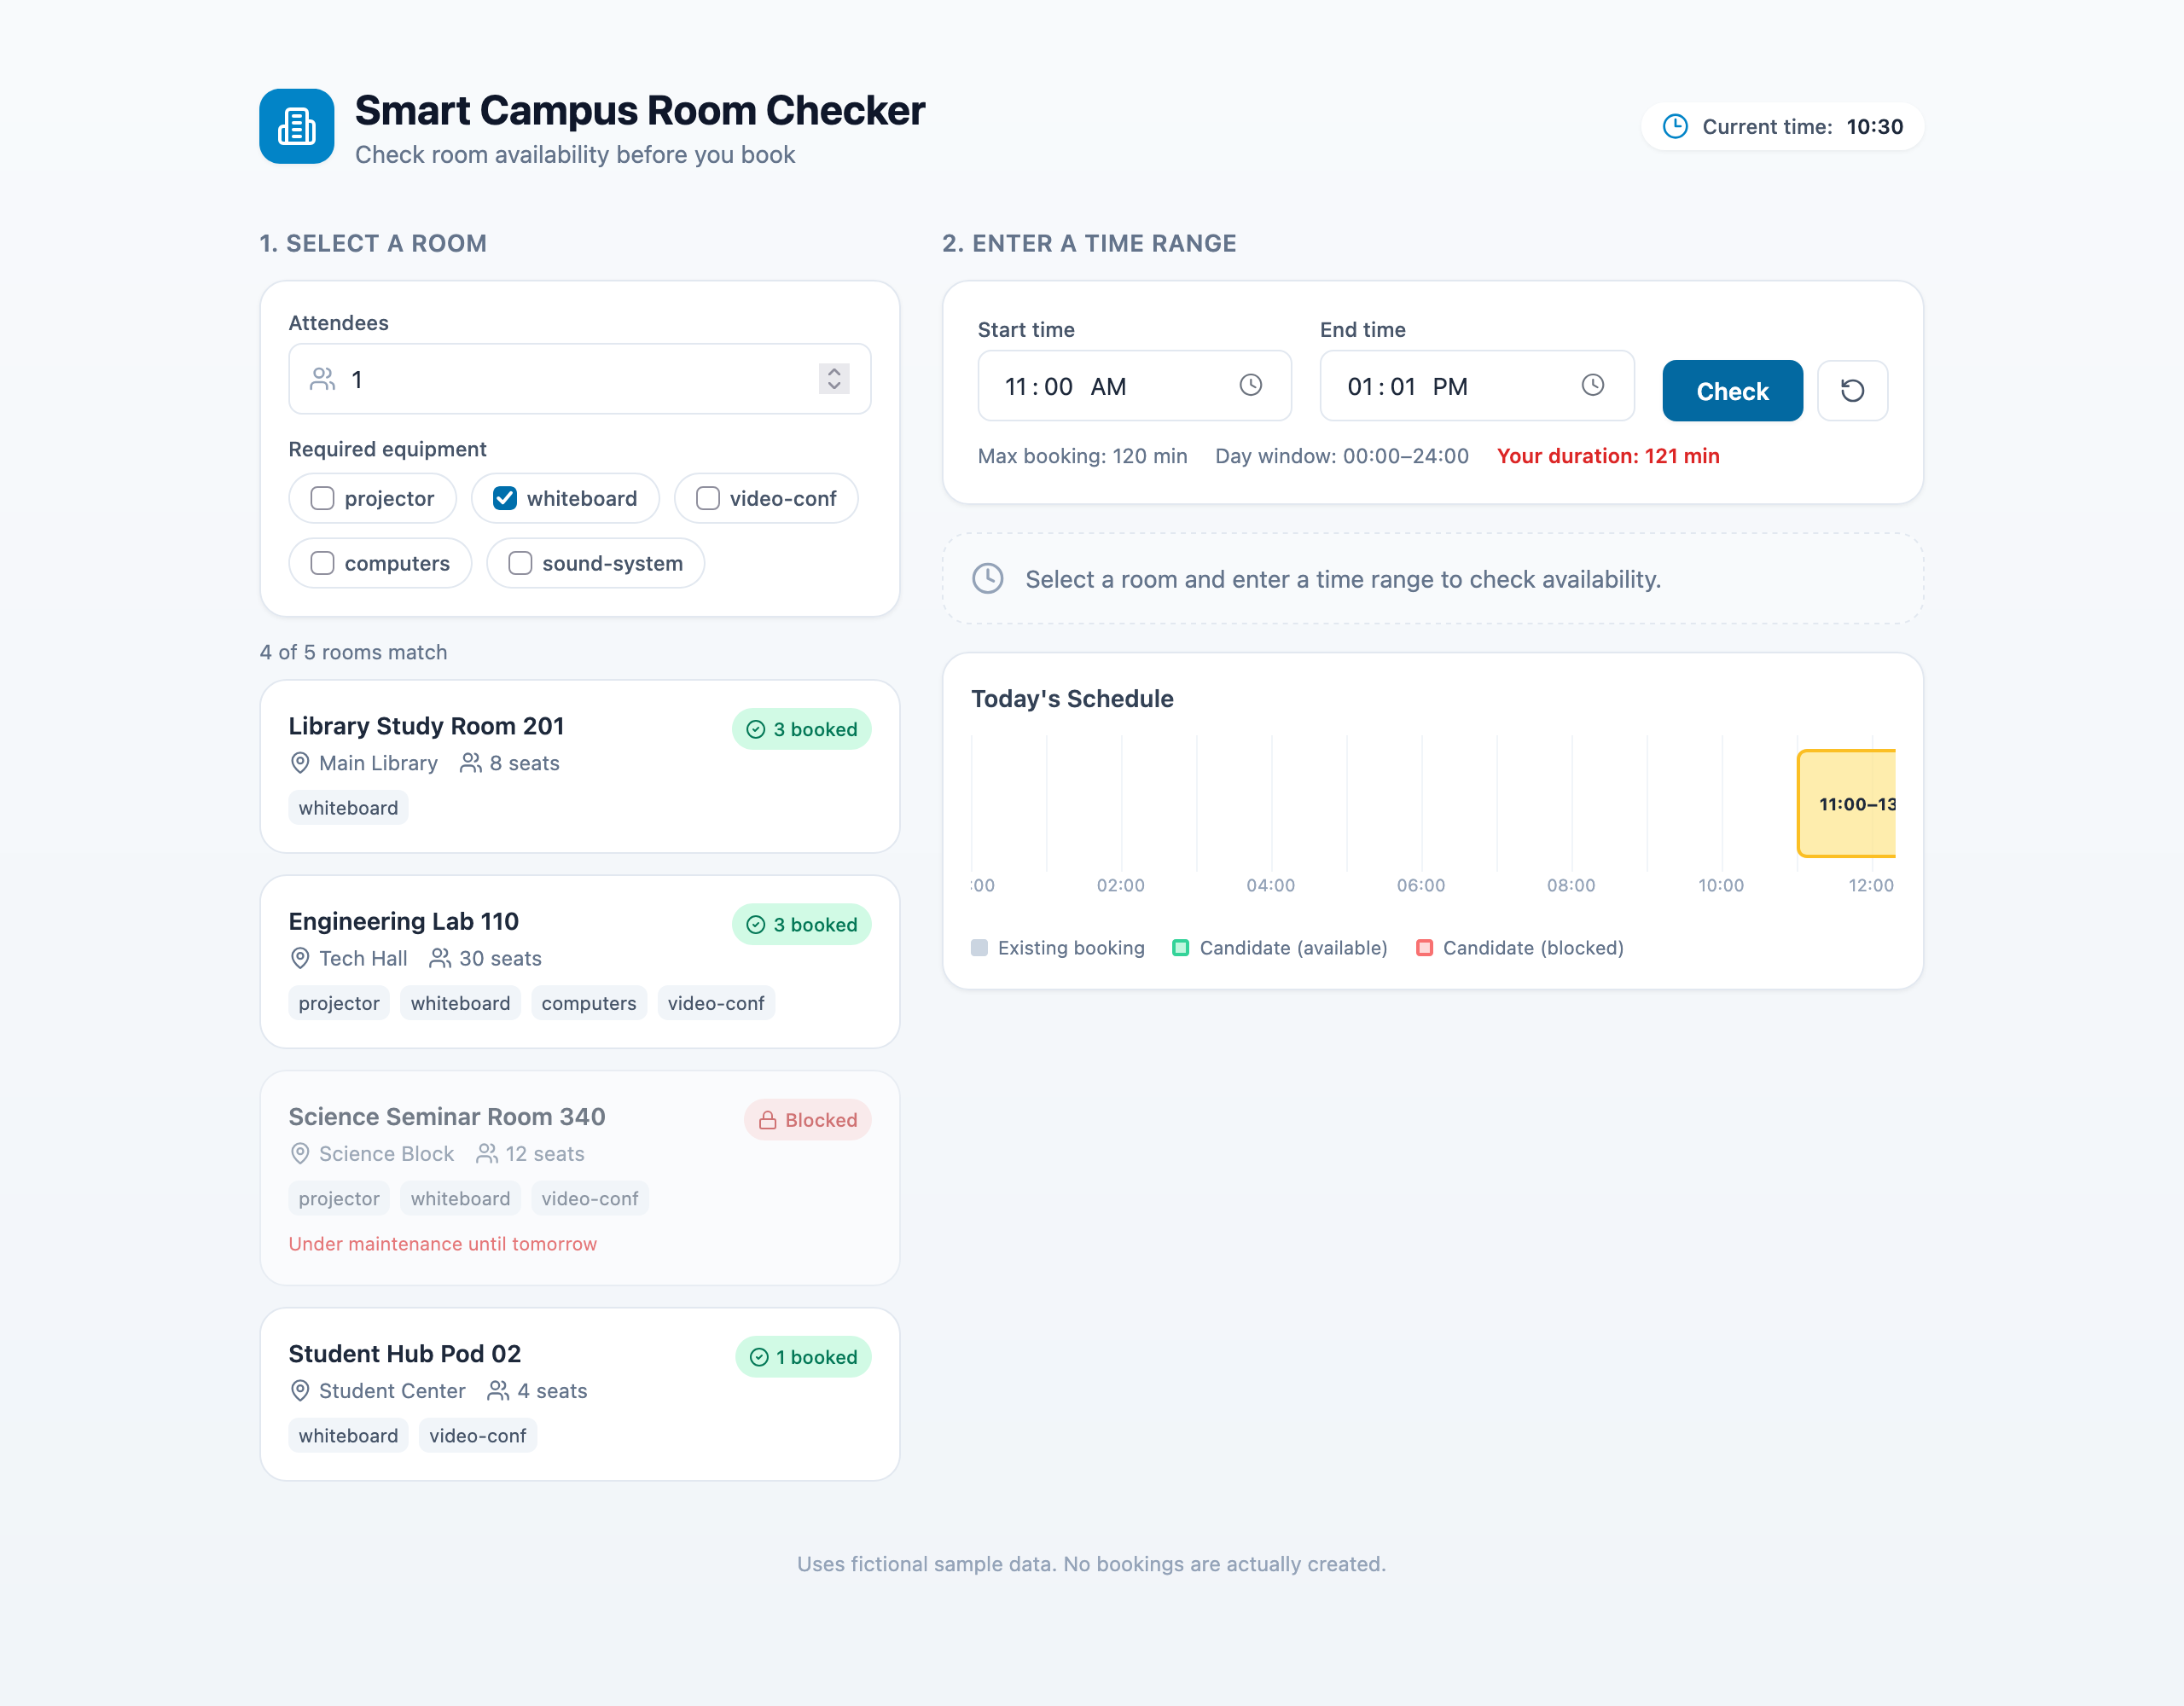 Smart Campus Room Checker
Check room availability before you book
Current time: 10:30
1. SELECT A ROOM
Attendees
1
Required equipment
projector whiteboard video-conf
computers sound-system
4 of 5 rooms match
Library Study Room 201
3 booked
Main Library 8 seats
whiteboard
Engineering Lab 110
3 booked
Tech Hall 30 seats
projector whiteboard computers video-conf
Science Seminar Room 340
Blocked
Science Block 12 seats
projector whiteboard video-conf
Under maintenance until tomorrow
Student Hub Pod 02
1 booked
Student Center 4 seats
whiteboard video-conf
2. ENTER A TIME RANGE
Start time End time
11:00 AM 01:01 PM Check
Max booking: 120 min Day window: 00:00–24:00 Your duration: 121 min
Select a room and enter a time range to check availability.
Today's Schedule
11:00–13
:00 02:00 04:00 06:00 08:00 10:00 12:00
Existing booking Candidate (available) Candidate (blocked)
Uses fictional sample data. No bookings are actually created.